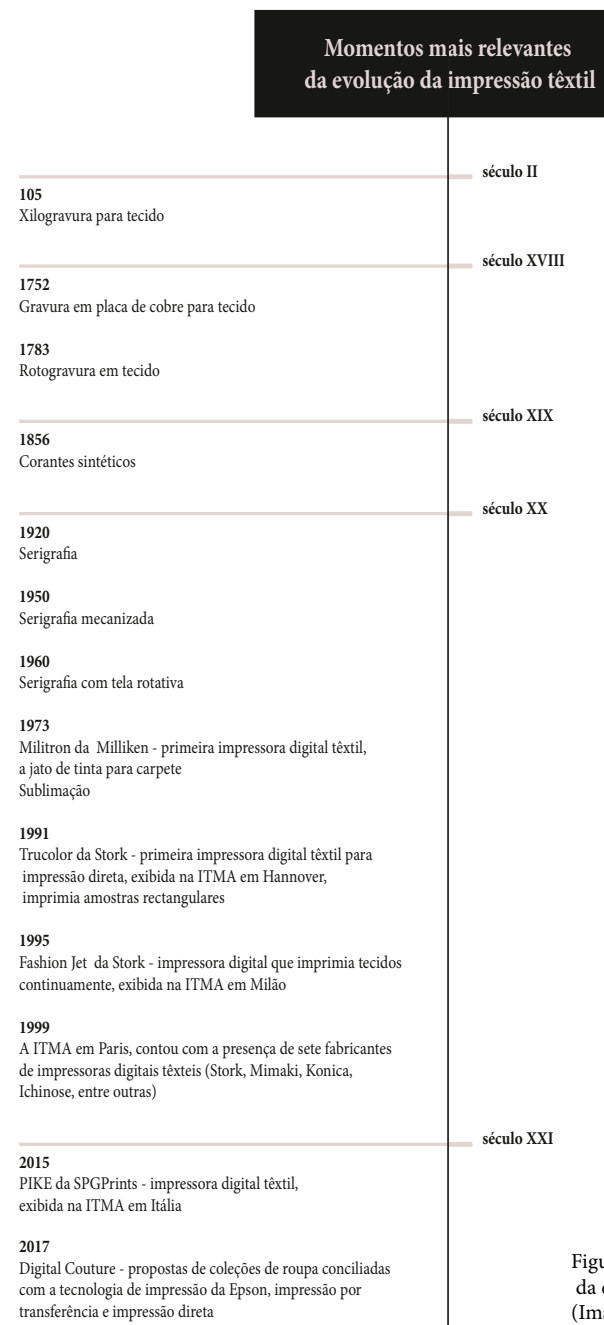 Momentos mais relevantes
da evolução da impressão têxtil
século II
105
Xilogravura para tecido
século XVIII
1752
Gravura em placa de cobre para tecido
1783
Rotogravura em tecido
século XIX
1856
Corantes sintéticos
século XX
1920
Serigrafia
1950
Serigrafia mecanizada
1960
Serigrafia com tela rotativa
1973
Militron da  Milliken - primeira impressora digital têxtil,
a jato de tinta para carpete
Sublimação
1991
Trucolor da Stork - primeira impressora digital têxtil para
impressão direta, exibida na ITMA em Hannover,
imprimia amostras rectangulares
1995
Fashion Jet  da Stork - impressora digital que imprimia tecidos
continuamente, exibida na ITMA em Milão
1999
A ITMA em Paris, contou com a presença de sete fabricantes
de impressoras digitais têxteis (Stork, Mimaki, Konica,
Ichinose, entre outras)
século XXI
2015
PIKE da SPGPrints - impressora digital têxtil,
exibida na ITMA em Itália
2017
Digital Couture - propostas de coleções de roupa conciliadas
com a tecnologia de impressão da Epson, impressão por
transferência e impressão direta
Figu
da
(Ima